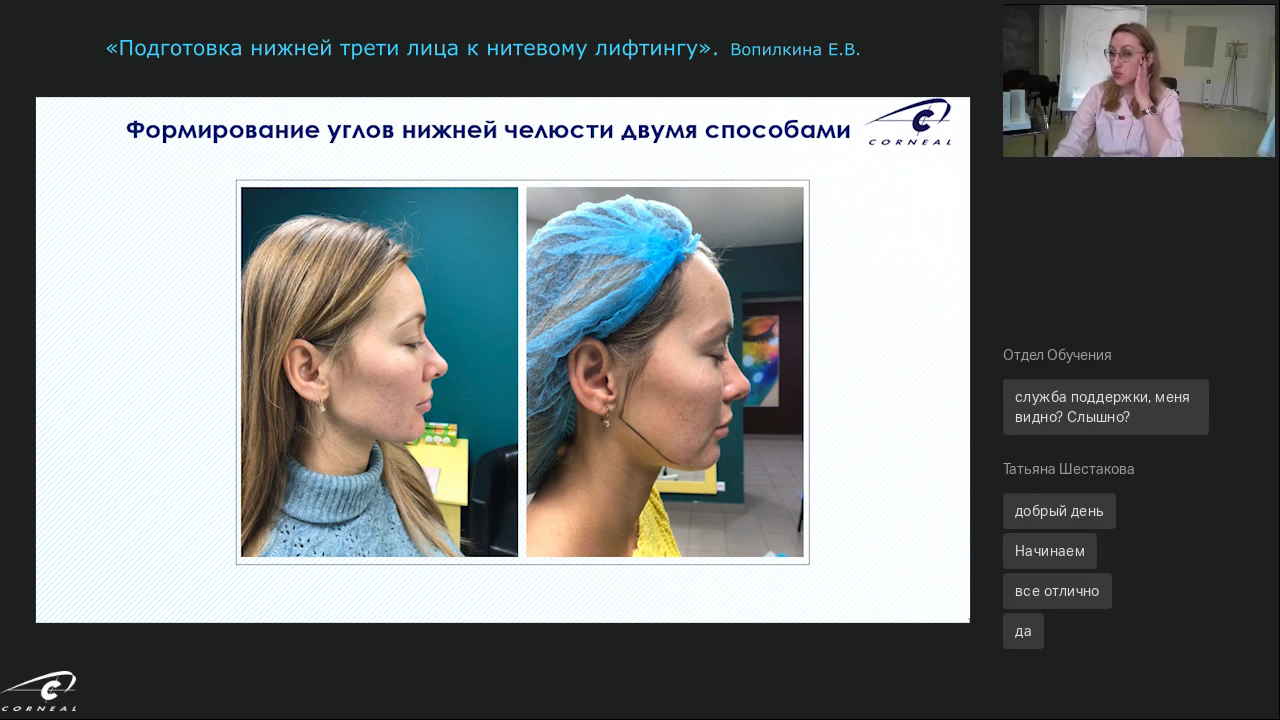 «Подготовка нижней трети лица к нитевому лифтингу». Вопилкина Е.В.
Формирование углов нижней челюсти двумя способами
CORNEAL
Отдел Обучения
служба поддержки, меня
видно? Слышно?
Татьяна Шестакова
добрый день
Начинаем
все отлично
да
CORNEAL